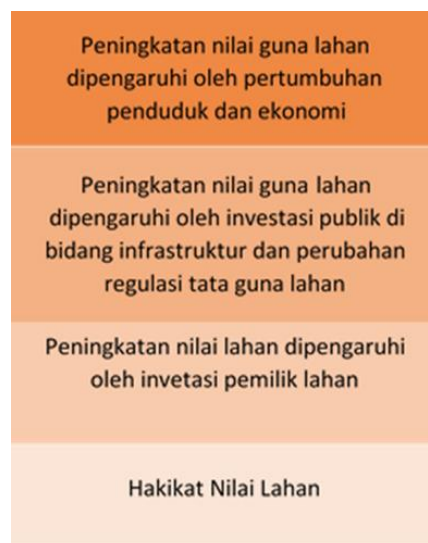 Peningkatan nilai guna lahan
dipengaruhi oleh pertumbuhan
penduduk dan ekonomi
Peningkatan nilai guna lahan
dipengaruhi oleh investasi publik di
bidang infrastruktur dan perubahan
regulasi tata guna lahan
Peningkatan nilai lahan dipengaruhi
oleh invetasi pemilik lahan
Hakikat Nilai Lahan